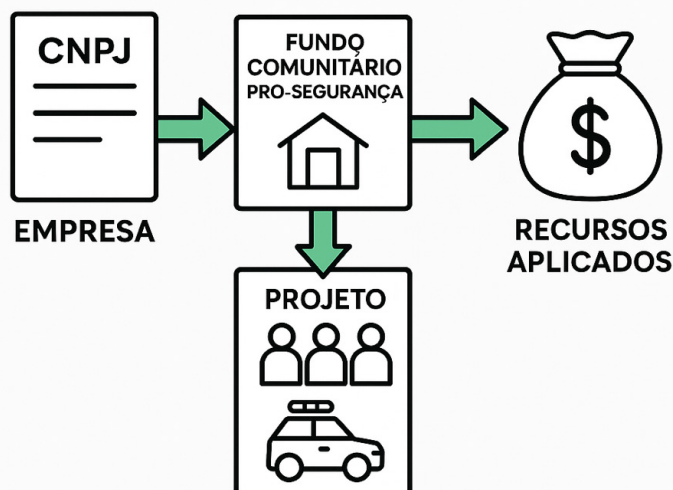 CNPJ
EMPRESA
FUNDO
COMUNITÁRIO
PRO-SEGURANÇA
$
RECURSOS
APLICADOS
PROJETO